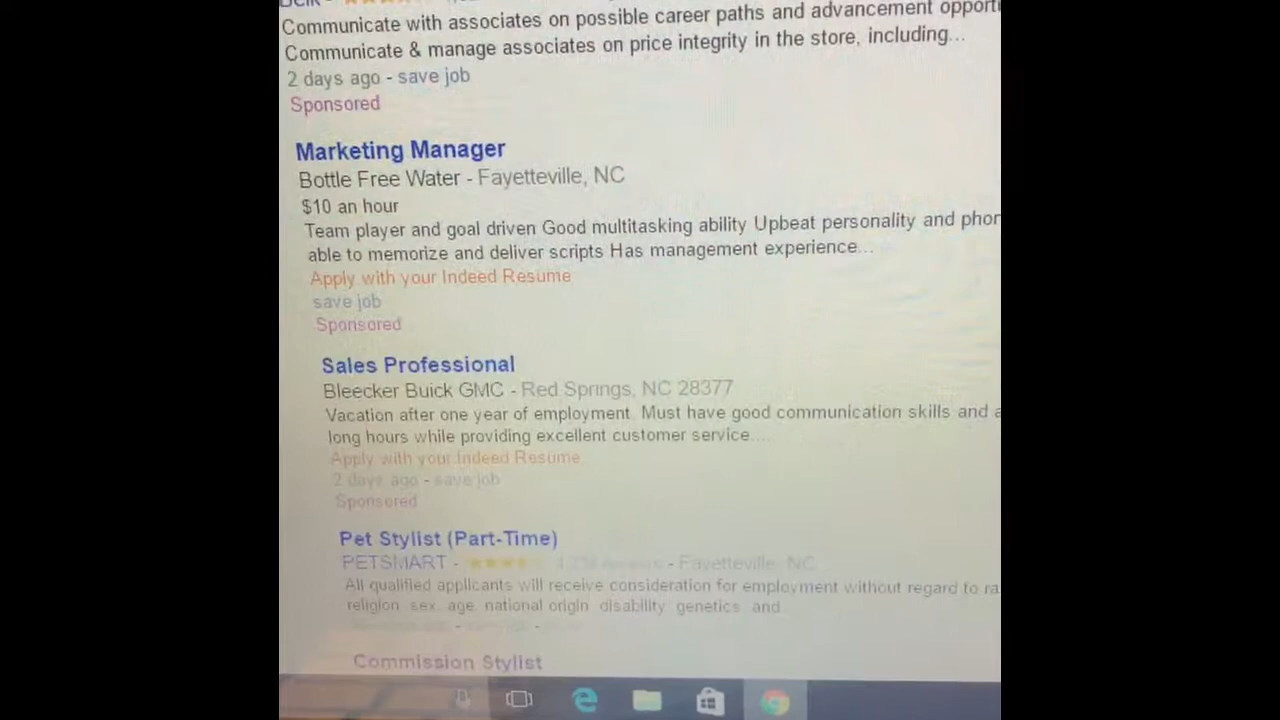 Communicate with associates on possible career paths and advancement opport
Communicate & manage associates on price integrity in the store, including...
2 days ago - save job
Sponsored
Marketing Manager
Bottle Free Water - Fayetteville, NC
$10 an hour
Team player and goal driven Good multitasking ability Upbeat personality and phon
able to memorize and deliver scripts Has management experience...
Apply with your Indeed Resume
save job
Sponsored
Sales Professional
Bleecker Buick GMC - Red Springs, NC 28377
Vacation after one year of employment. Must have good communication skills and a
long hours while providing excellent customer service....
Apply with your Indeed Resume
2 days ago - save job
Sponsored
Pet Stylist (Part-Time)
PETSMART - - Fayetteville, NC
All qualified applicants will receive consideration for employment without regard to ra
religion, sex, age, national origin, disability, genetics, and
Commission Stylist